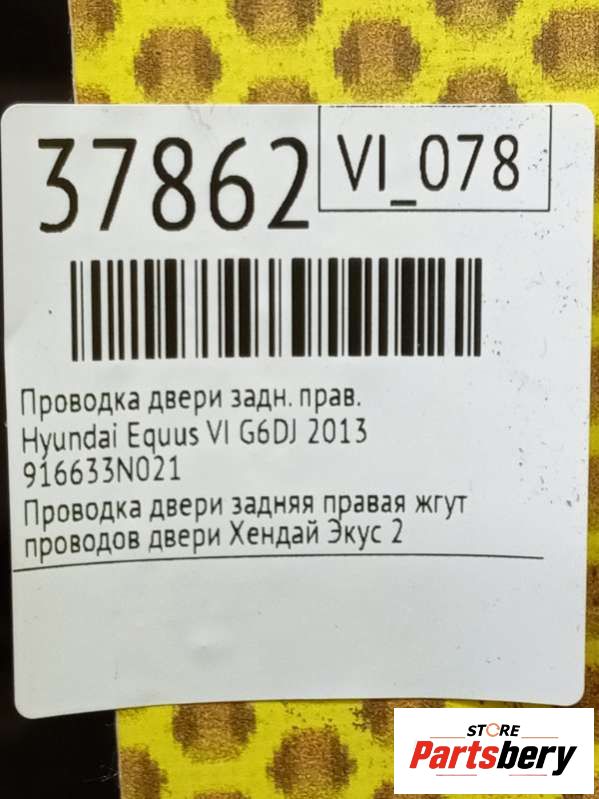 37862
VI_078
Проводка двери задн. прав.
Hyundai Equus VI G6DJ 2013
916633N021
Проводка двери задняя правая жгут
проводов двери Хендай Экус 2
STORE
Partsbery